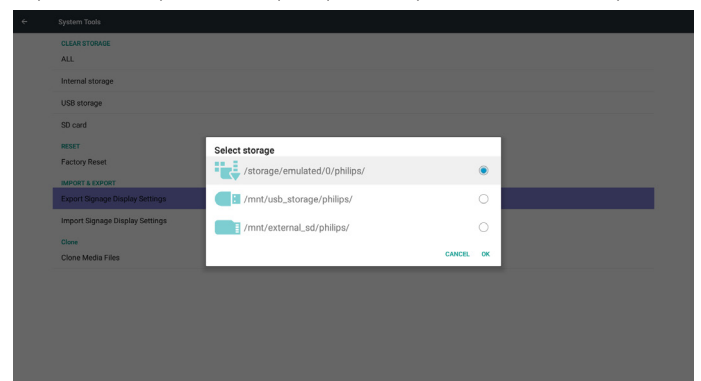 System Tools
CLEAR STORAGE
ALL
Internal storage
USB storage
SD card
RESET
Factory Reset
IMPORT & EXPORT
Export Signage Display Settings
Import Signage Display Settings
Clone
Clone Media Files
Select storage
/storage/emulated/0/philips/
/mnt/usb_storage/philips/
/mnt/external_sd/philips/
CANCEL OK